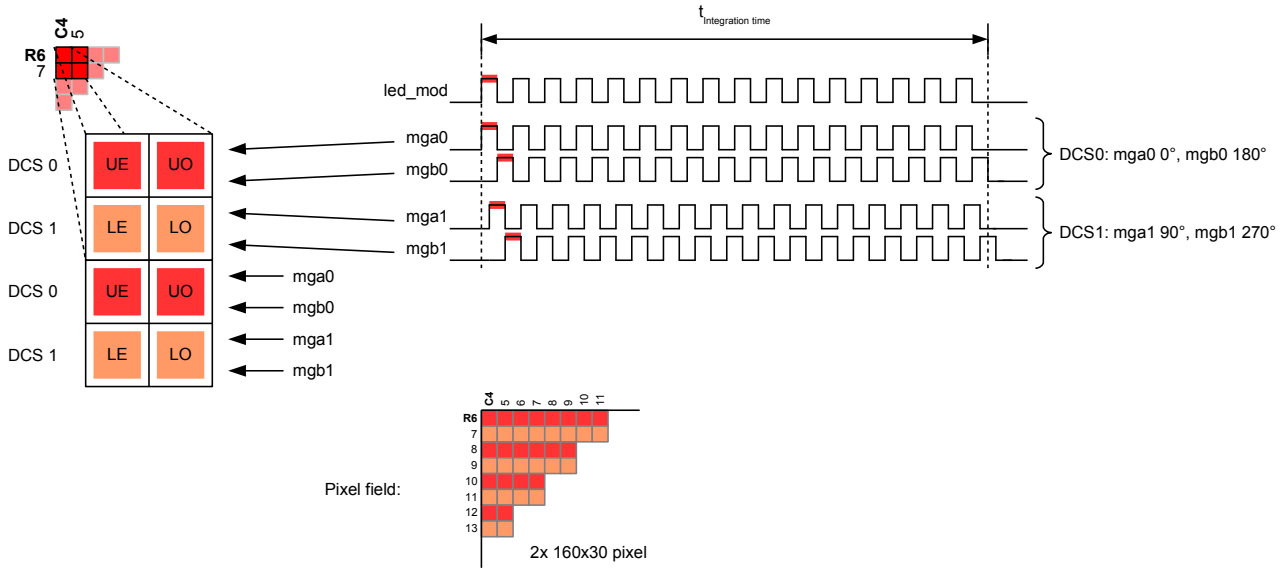 t Integration time
C4
5
R6
7
led_mod
mga0
mgb0
DCS0: mga0 0°, mgb0 180°
DCS 0
UE UO
DCS 1
LE LO
mga1
mgb1
DCS1: mga1 90°, mgb1 270°
DCS 0
UE UO
mga0
mgb0
DCS 1
LE LO
mga1
mgb1
C4 5 6 7 8 9 10 11
R6
7
8
9
10
11
12
13
Pixel field:
2x 160x30 pixel